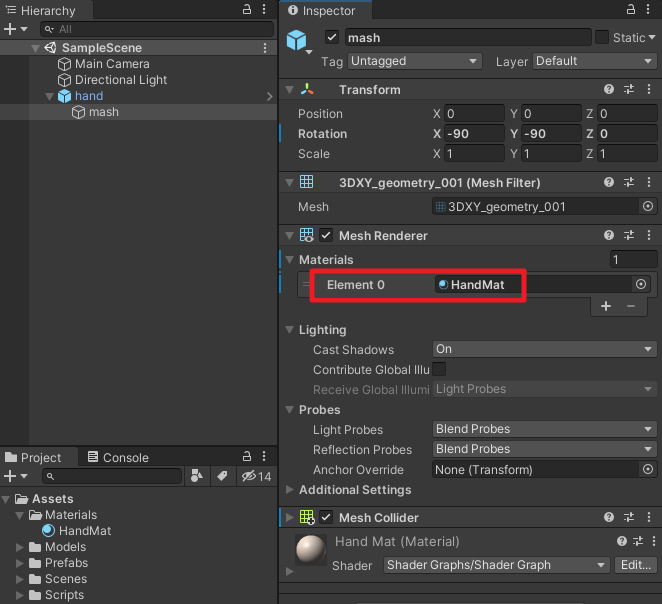 Hierarchy
All
SampleScene
Main Camera
Directional Light
hand
mash
Project
Console
14
Assets
Materials
HandMat
Models
Prefabs
Scenes
Scripts
Inspector
mash
Static
Tag Untagged Layer Default
Transform
Position X 0 Y 0 Z 0
Rotation X -90 Y -90 Z 0
Scale X 1 Y 1 Z 1
3DXY_geometry_001 (Mesh Filter)
Mesh 3DXY_geometry_001
Mesh Renderer
Materials 1
Element 0 HandMat
Lighting
Cast Shadows On
Contribute Global Illu
Receive Global Illumi Light Probes
Probes
Light Probes Blend Probes
Reflection Probes Blend Probes
Anchor Override None (Transform)
Additional Settings
Mesh Collider
Hand Mat (Material)
Shader Shader Graphs/Shader Graph Edit...